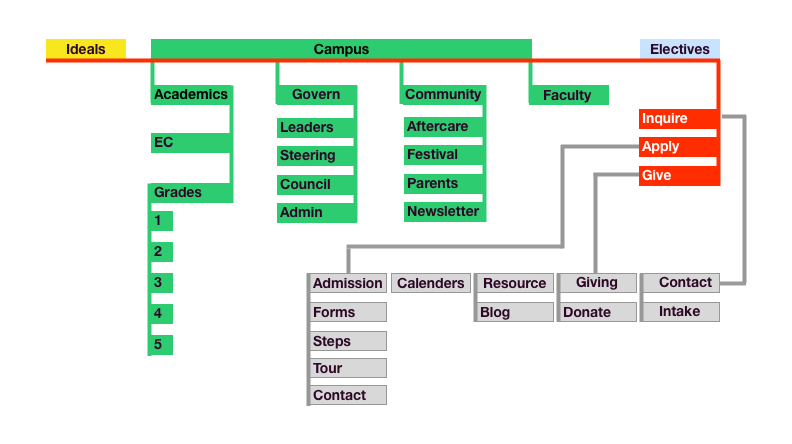 Ideals
Campus
Electives
Academics
EC
Grades
1
2
3
4
5
Govern
Leaders
Steering
Council
Admin
Community
Aftercare
Festival
Parents
Newsletter
Faculty
Inquire
Apply
Give
Admission
Forms
Steps
Tour
Contact
Calenders
Resource
Blog
Giving
Donate
Contact
Intake